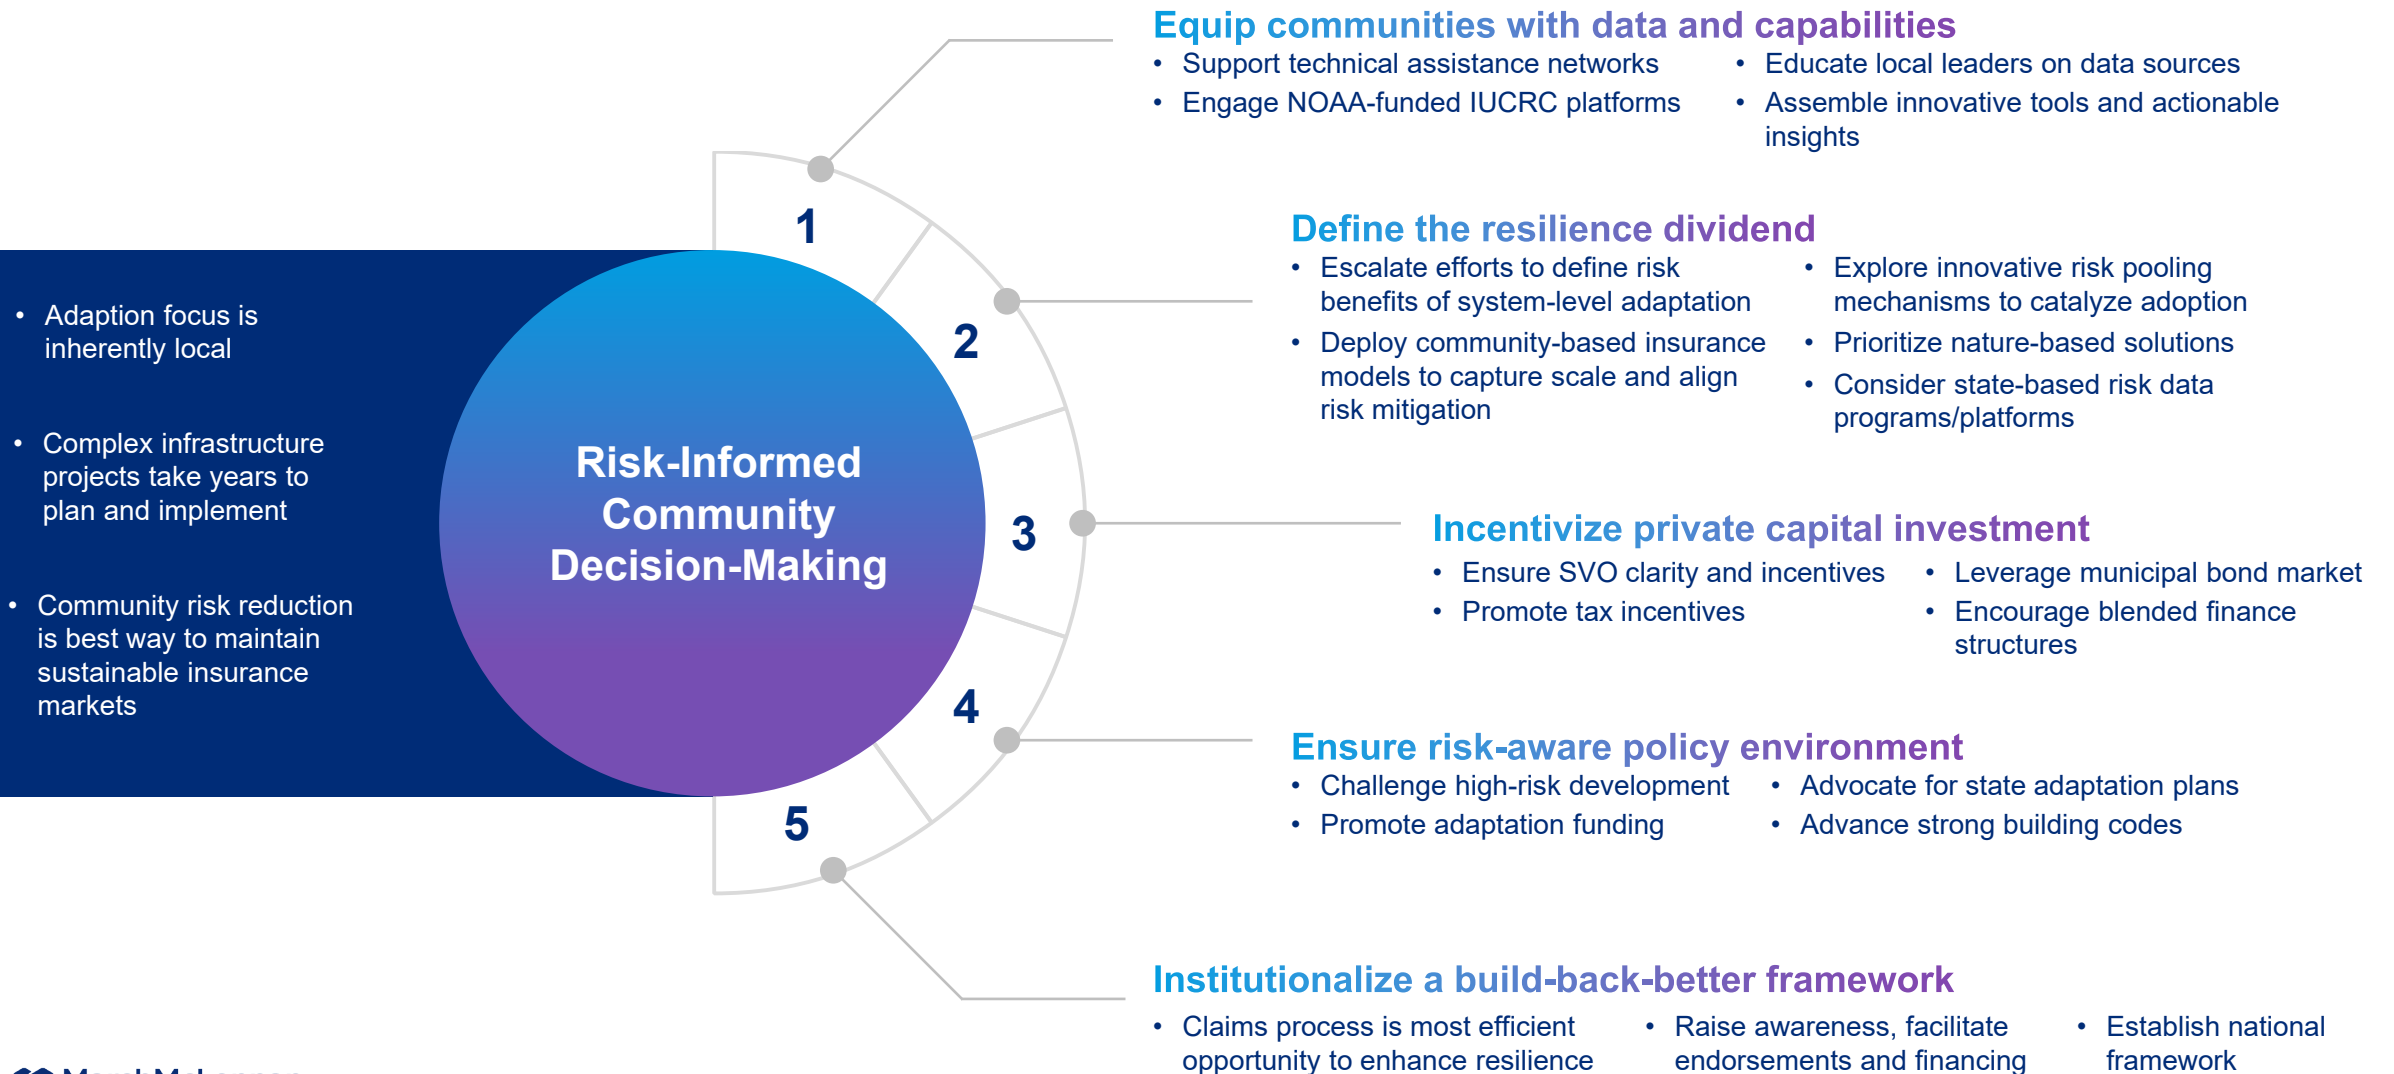 Equip communities with data and capabilities
• Support technical assistance networks
• Engage NOAA-funded IUCRC platforms
• Educate local leaders on data sources
• Assemble innovative tools and actionable
insights
1
Define the resilience dividend
• Escalate efforts to define risk
benefits of system-level adaptation
• Deploy community-based insurance
models to capture scale and align
risk mitigation
• Explore innovative risk pooling
mechanisms to catalyze adoption
• Prioritize nature-based solutions
• Consider state-based risk data
programs/platforms
2
• Adaption focus is
inherently local
• Complex infrastructure
projects take years to
plan and implement
• Community risk reduction
is best way to maintain
sustainable insurance
markets
Risk-Informed
Community
Decision-Making
3
Incentivize private capital investment
• Ensure SVO clarity and incentives
• Promote tax incentives
• Leverage municipal bond market
• Encourage blended finance
structures
4
Ensure risk-aware policy environment
• Challenge high-risk development
• Promote adaptation funding
• Advocate for state adaptation plans
• Advance strong building codes
5
Institutionalize a build-back-better framework
• Claims process is most efficient
opportunity to enhance resilience
• Raise awareness, facilitate
endorsements and financing
• Establish national
framework